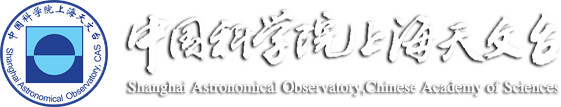 中国科学院上海天文台
Shanghai Astronomical Observatory, CAS
中国科学院上海天文台
Shanghai Astronomical Observatory,Chinese Academy of Sciences